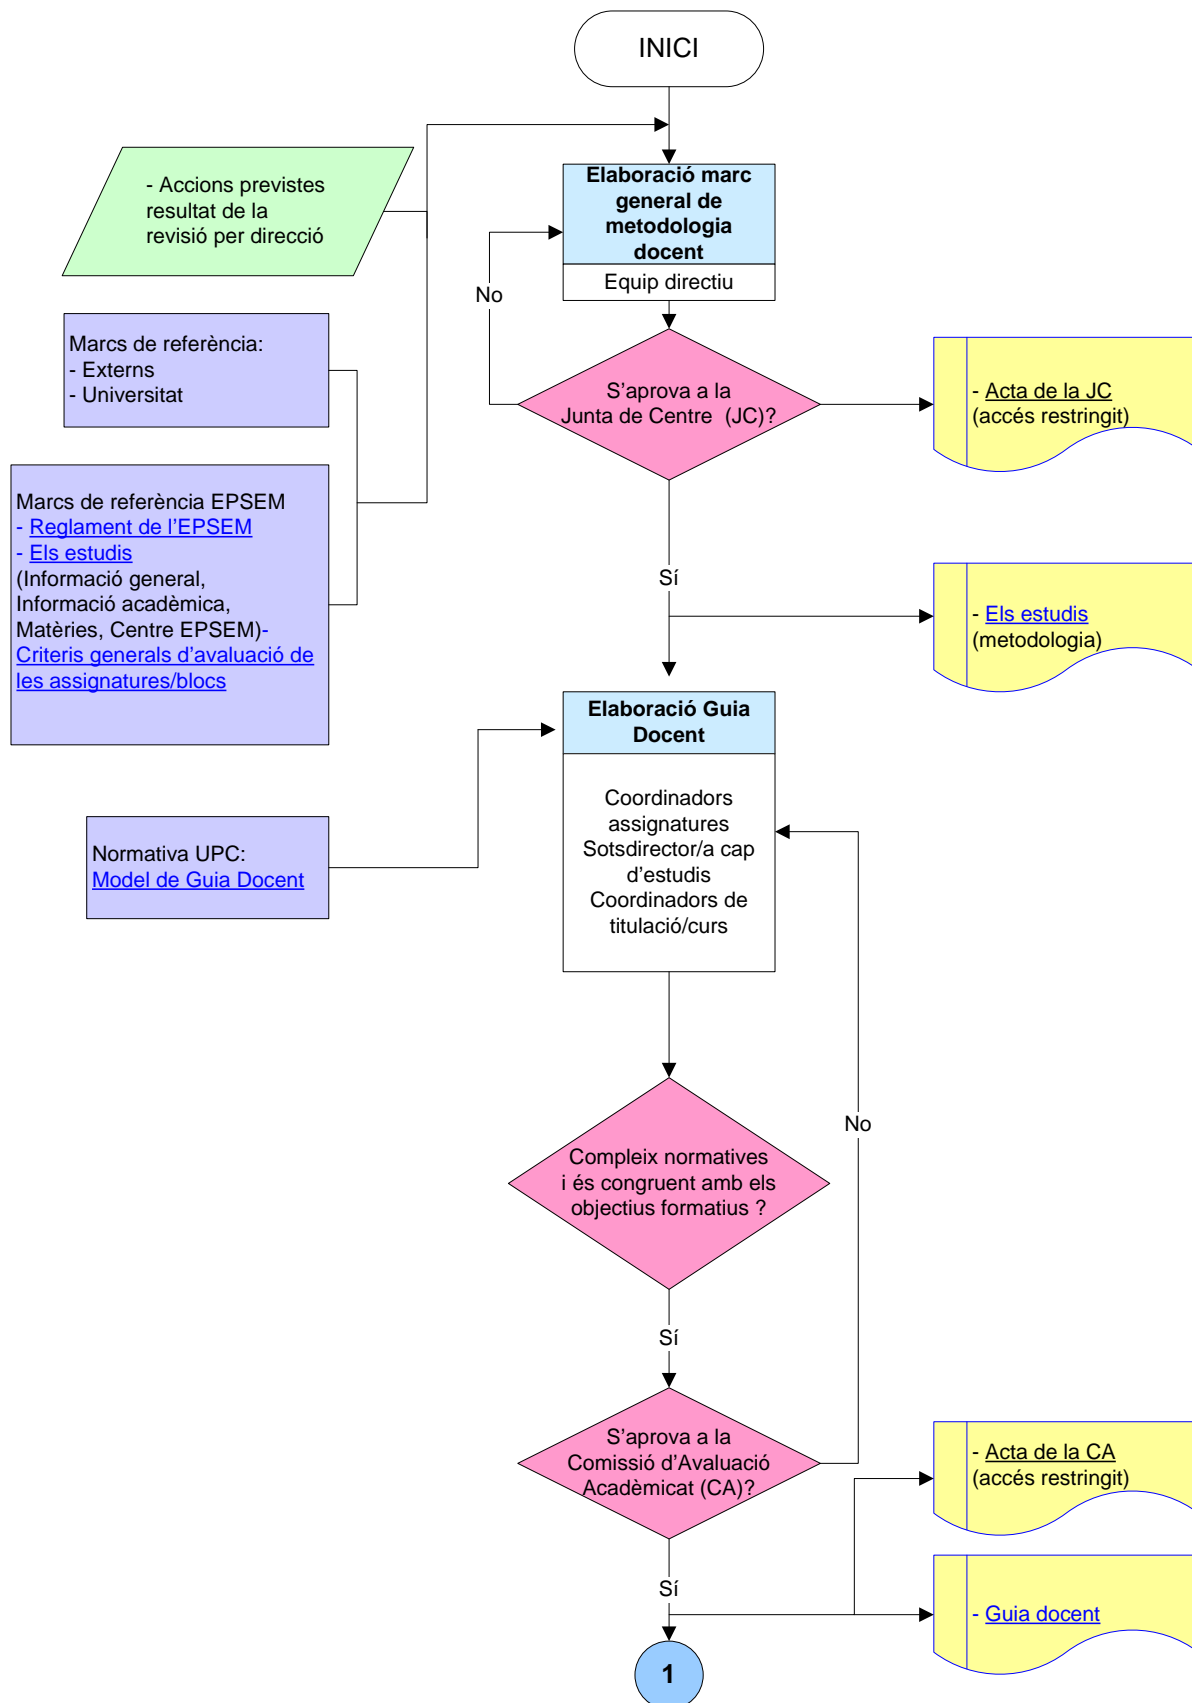 INICI
- Accions previstes
resultat de la
revisió per direcció
Elaboració marc
general de
metodologia
docent
Equip directiu
No
Marcs de referència:
- Externs
- Universitat
S’aprova a la
Junta de Centre (JC)?
- Acta de la JC
(accés restringit)
Marcs de referència EPSEM
- Reglament de l’EPSEM
- Els estudis
(Informació general,
Informació acadèmica,
Matèries, Centre EPSEM)-
Criteris generals d’avaluació de
les assignatures/blocs
Sí
- Els estudis
(metodologia)
Elaboració Guia
Docent
Coordinadors
assignatures
Sotsdirector/a cap
d’estudis
Coordinadors de
titulació/curs
Normativa UPC:
Model de Guia Docent
No
Compleix normatives
i és congruent amb els
objectius formatius ?
Sí
S’aprova a la
Comissió d’Avaluació
Acadèmicat (CA)?
- Acta de la CA
(accés restringit)
Sí
- Guia docent
1